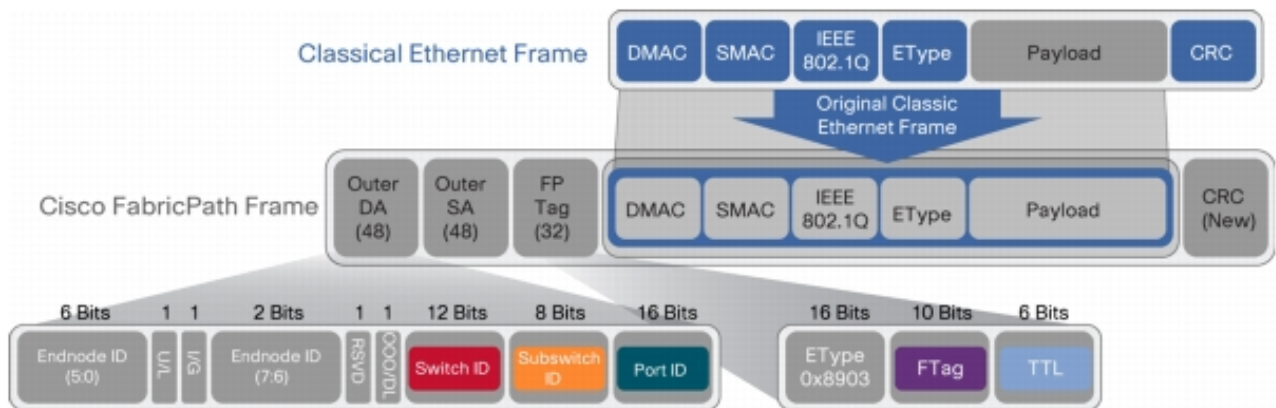 Classical Ethernet Frame
DMAC
SMAC
IEEE
802.1Q
EType
Payload
CRC
Original Classic
Ethernet Frame
Cisco FabricPath Frame
Outer
DA
(48)
Outer
SA
(48)
FP
Tag
(32)
DMAC
SMAC
IEEE
802.1Q
EType
Payload
CRC
(New)
6 Bits
1
1
2 Bits
1
1
12 Bits
8 Bits
16 Bits
Endnode ID
(5:0)
U/L
I/G
Endnode ID
(7:6)
RSVD
OOO/DL
Switch ID
Subswitch
ID
Port ID
16 Bits
10 Bits
6 Bits
EType
0x8903
FTag
TTL